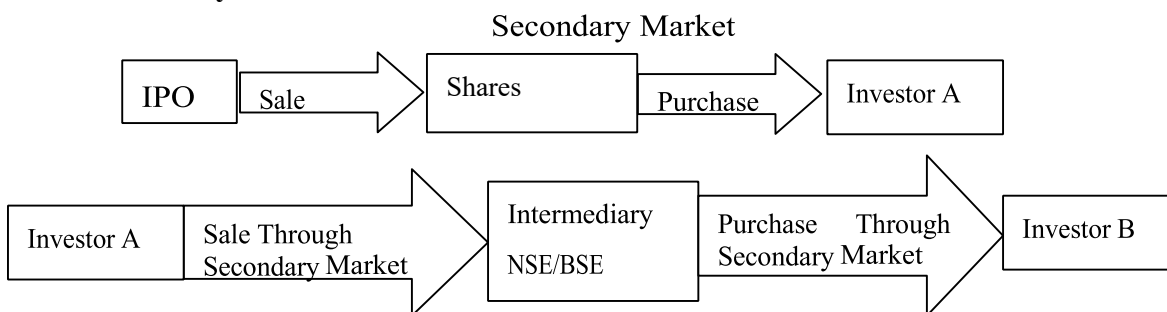 Secondary Market
IPO
Sale
Shares
Purchase
Investor A
Investor A
Sale Through
Secondary Market
Intermediary
NSE/BSE
Purchase Through
Secondary Market
Investor B